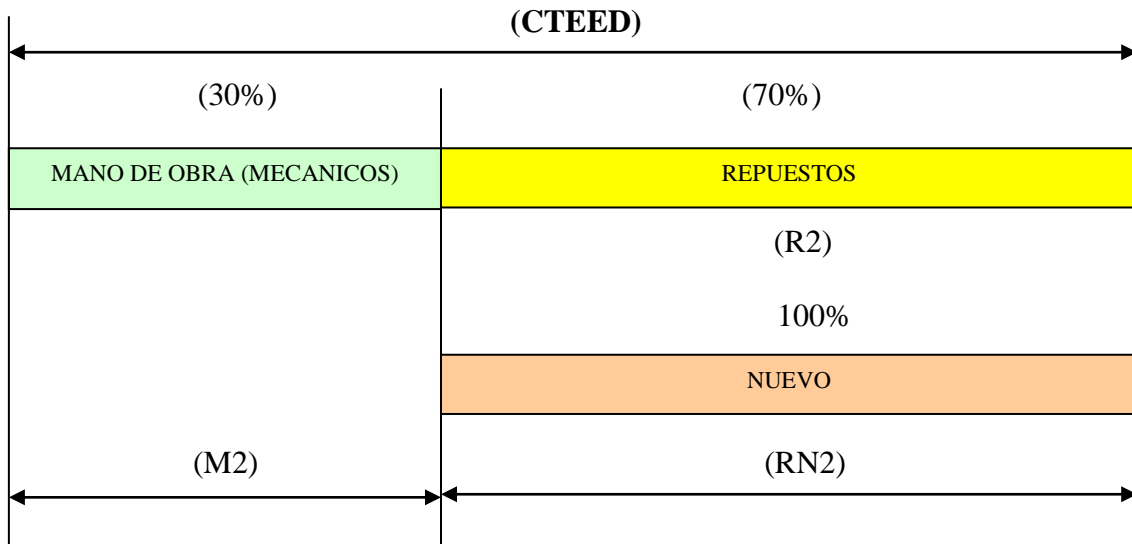 (CTEED)
(30%) (70%)
MANO DE OBRA (MECANICOS) REPUESTOS
(R2)
100%
NUEVO
(M2) (RN2)